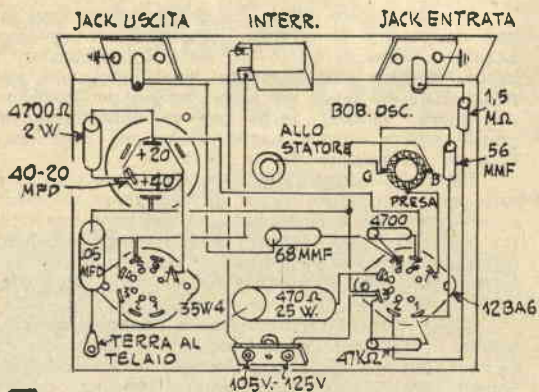 JACK USCITA INTERR. JACK ENTRATA
4700Ω
2 W.
BOB. OSC.
1,5
MΩ
ALLO
STATORE
56
MMF
+20
+40
40-20
MFD
G
B
PRESA
4700
.05
MFD
68 MMF
35W4
470Ω
25 W.
12BA6
TERRA AL
TELAIO
47KΩ
105V.-125V